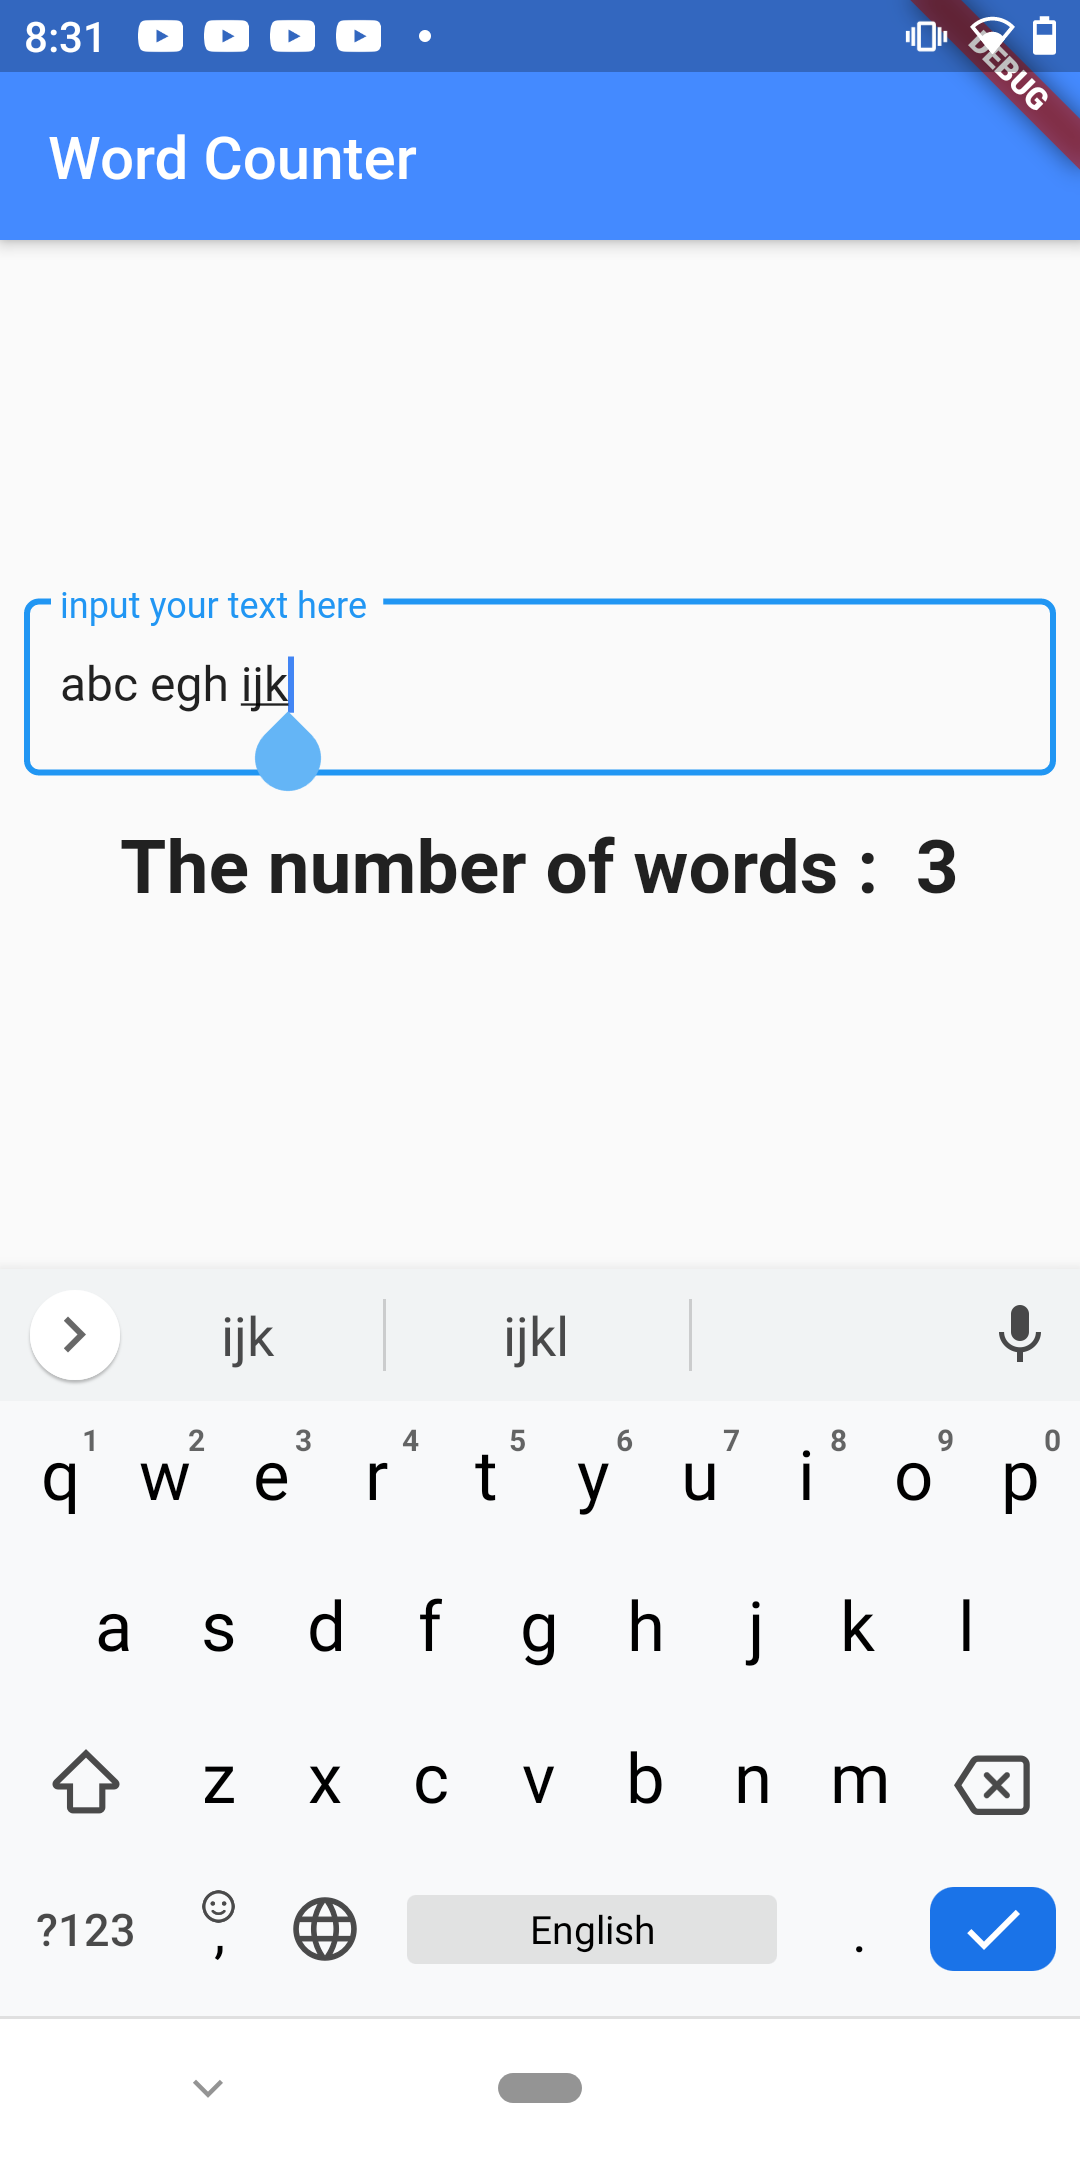 8:31
DEBUG
Word Counter
input your text here
abc egh ijk
The number of words : 3
ijk ijkl
1 2 3 4 5 6 7 8 9 0
q w e r t y u i o p
a s d f g h j k l
z x c v b n m
?123 , English .